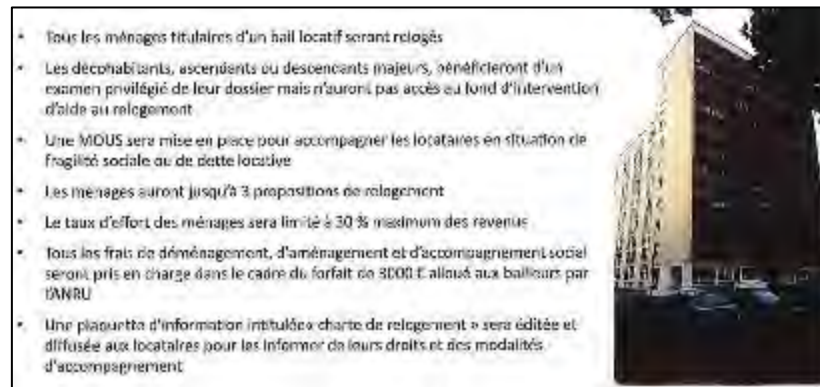 • Tous les ménages titulaires d'un bail locatif seront relogés
• Les décohabitants, ascendants ou descendants majeurs, bénéficieront d'un
examen privilégié de leur dossier mais n'auront pas accès au fond d'intervention
d'aide au relogement
• Une MOUS sera mise en place pour accompagner les locataires en situation de
fragilité sociale ou de dette locative
• Les ménages auront jusqu'à 3 propositions de relogement
• Le taux d'effort des ménages sera limité à 30 % maximum des revenus
• Tous les frais de déménagement, d'aménagement et d'accompagnement social
seront pris en charge dans le cadre du forfait de 3000 € alloué aux bailleurs par
l'ANRU
• Une plaquette d'information intitulée « charte de relogement » sera éditée et
diffusée aux locataires pour les informer de leurs droits et des modalités
d'accompagnement